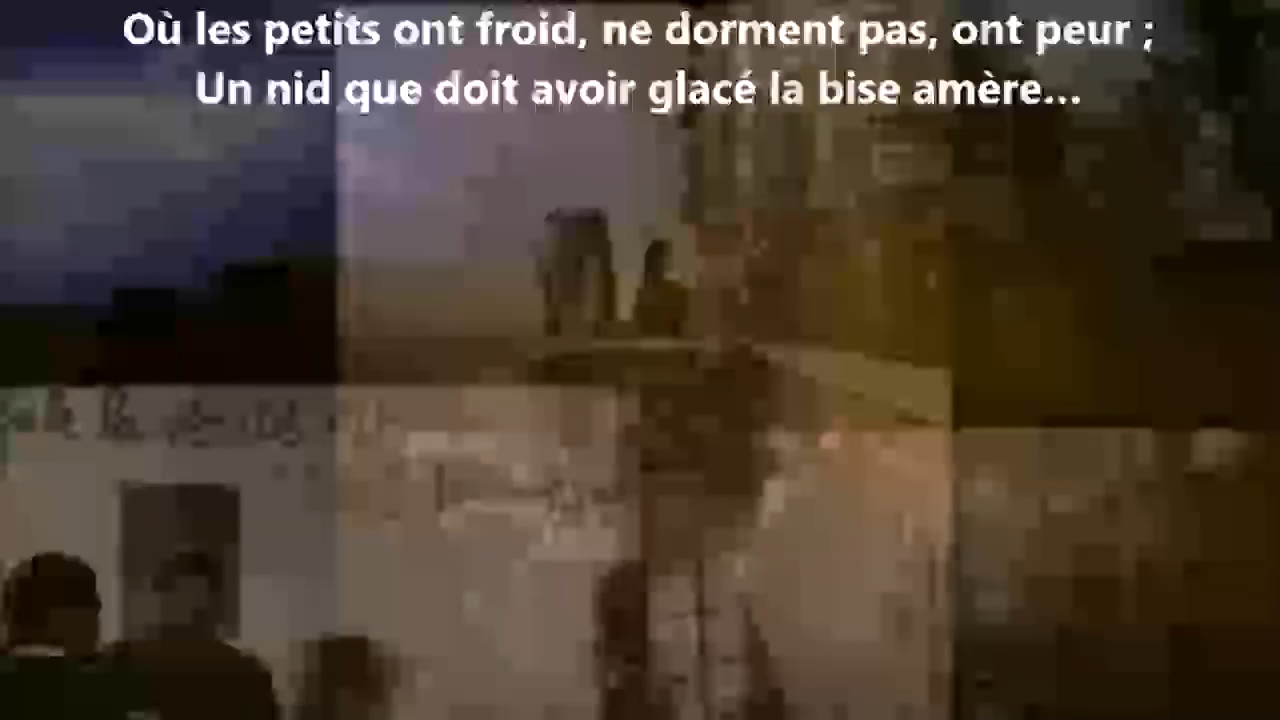 Où les petits ont froid, ne dorment pas, ont peur ;
Un nid que doit avoir glacé la bise amère...